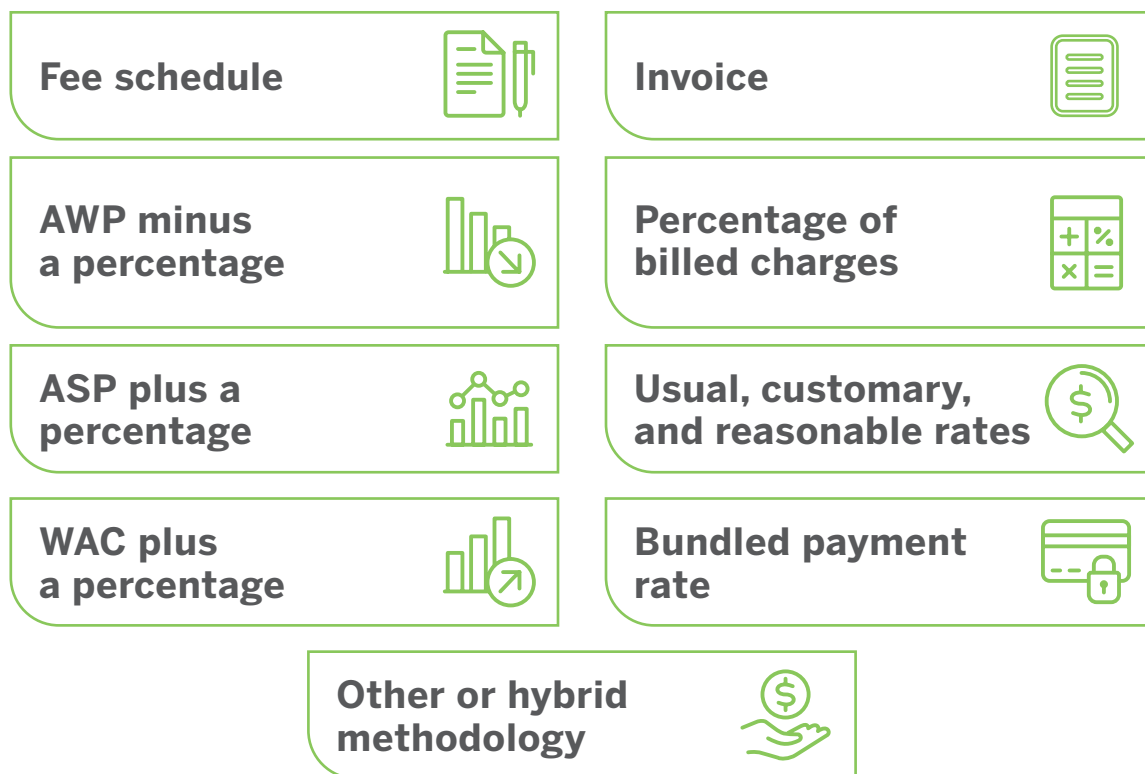 Fee schedule
Invoice
AWP minus
a percentage
Percentage of
billed charges
ASP plus a
percentage
Usual, customary,
and reasonable rates
WAC plus
a percentage
Bundled payment
rate
Other or hybrid
methodology